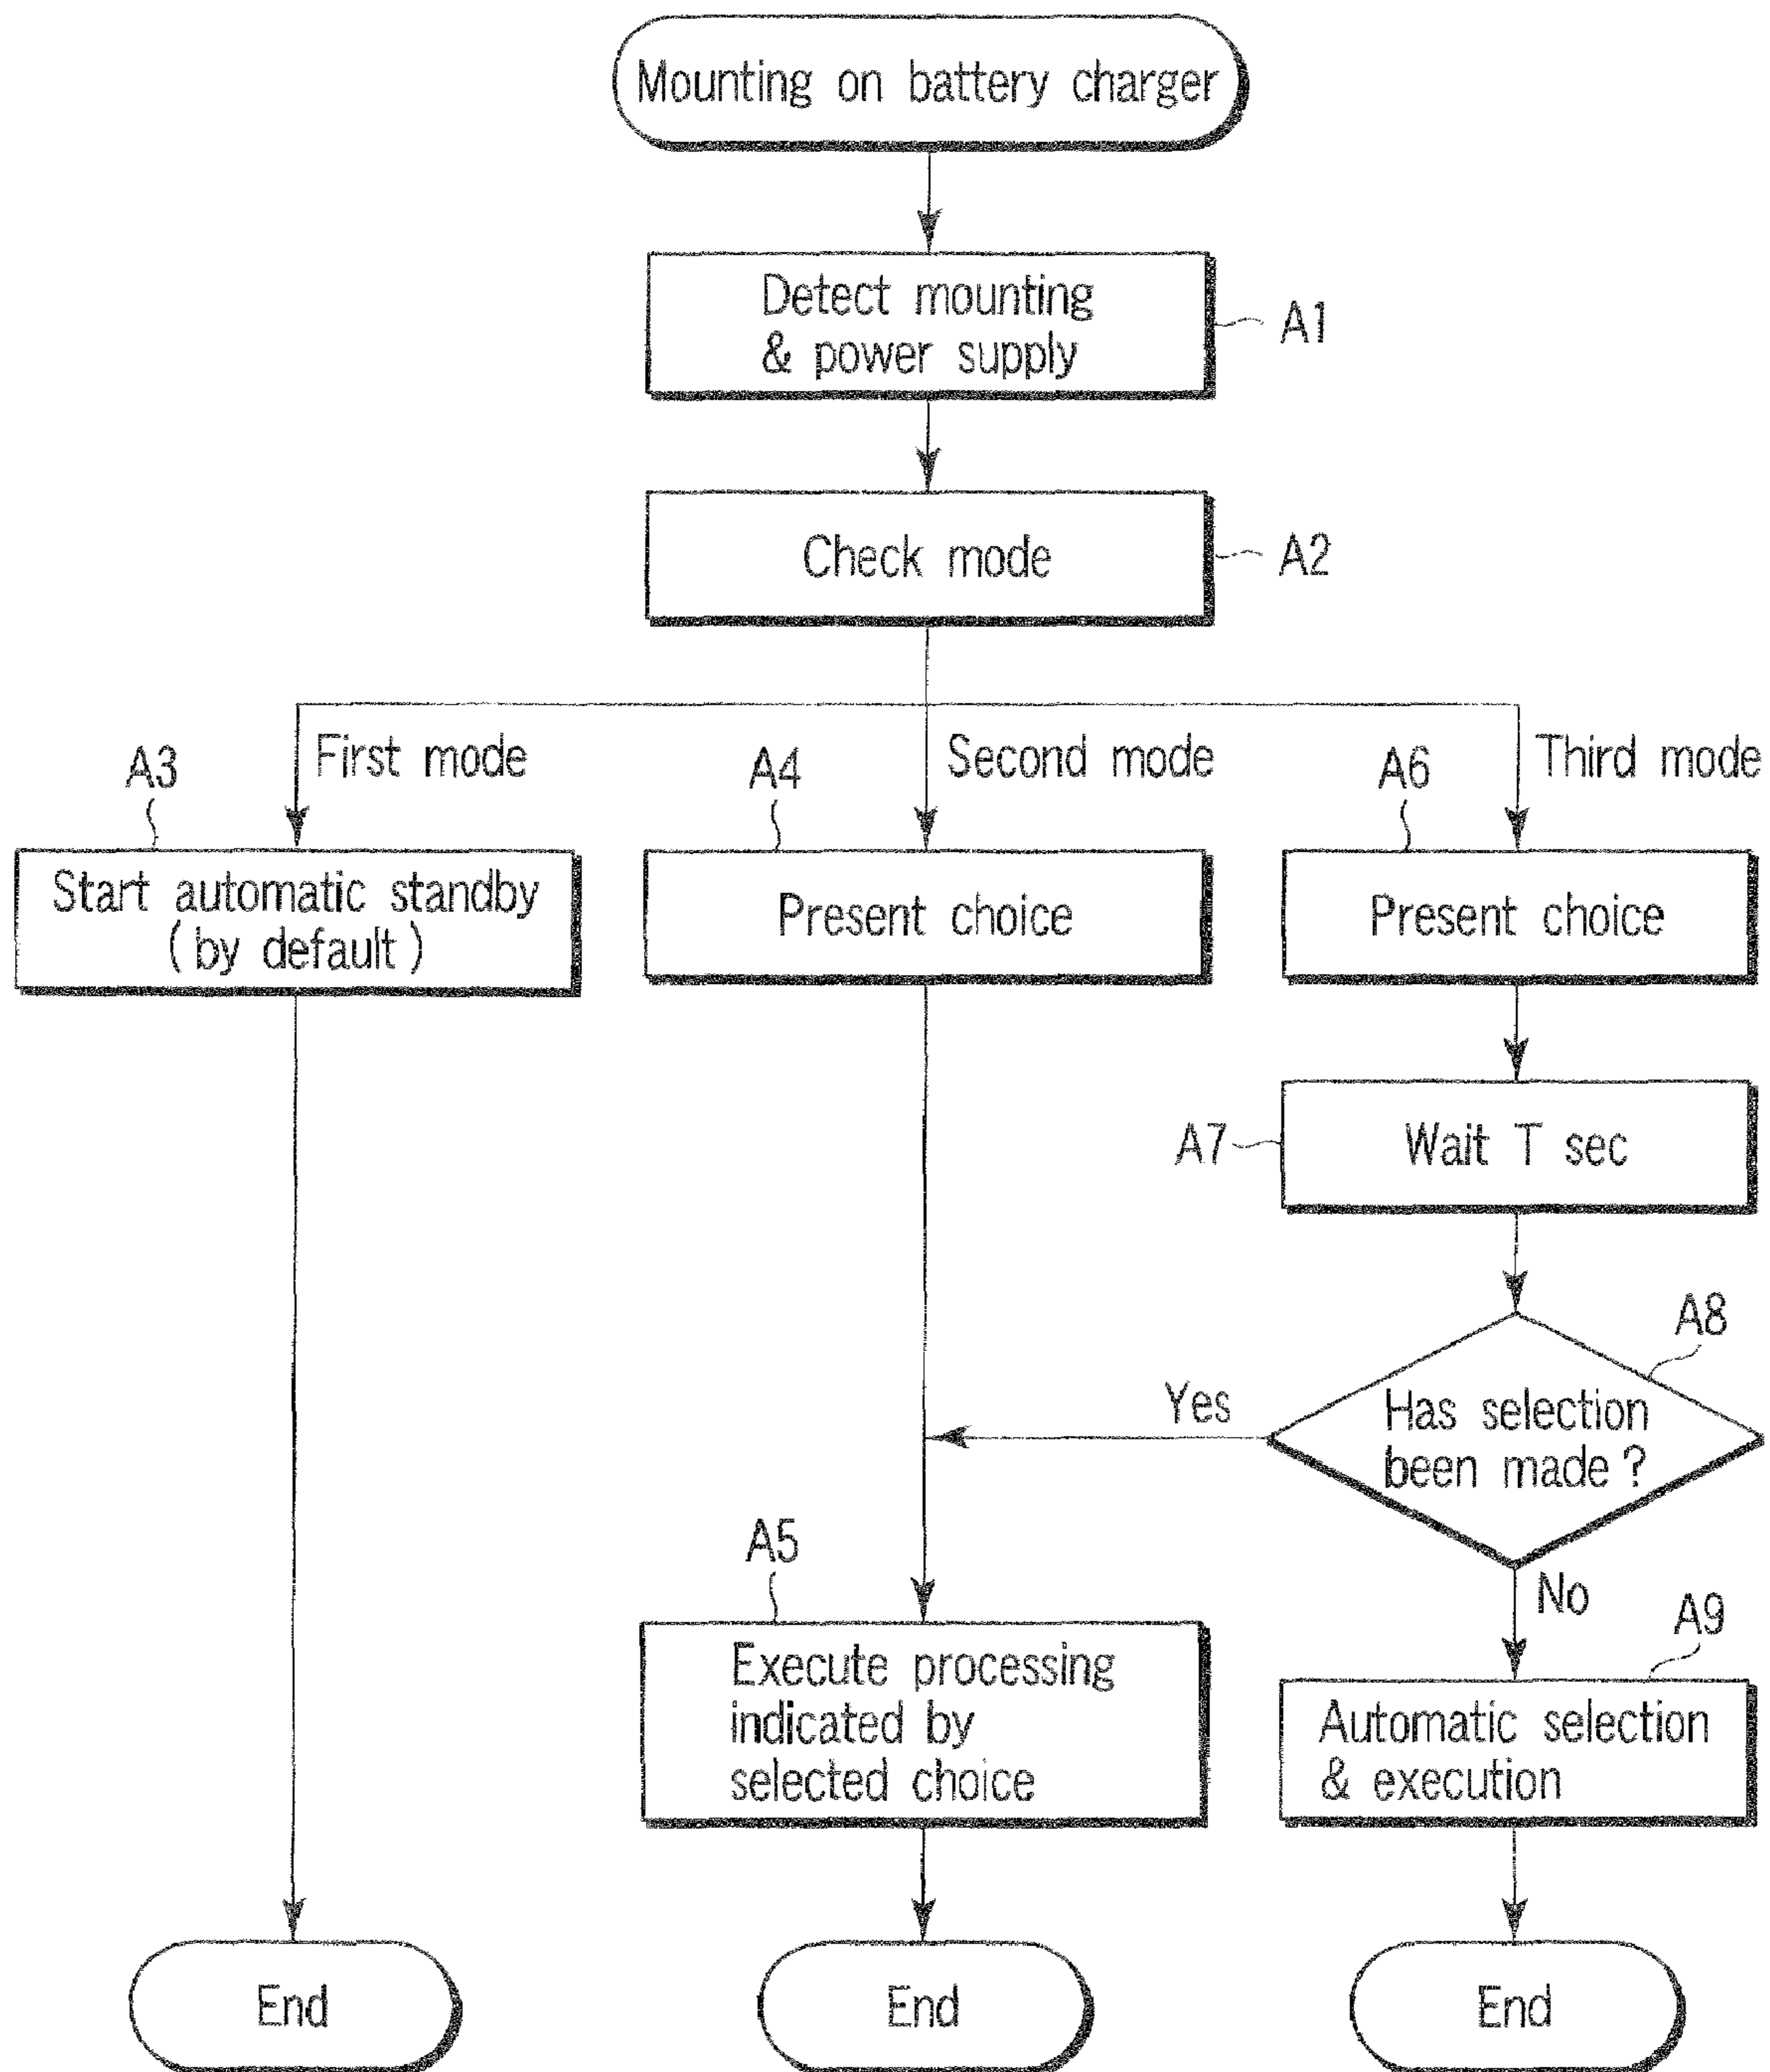 Mounting on battery charger
Detect mounting
& power supply
A1
Check mode
A2
First mode
Second mode
Third mode
A3
A4
A6
Start automatic standby
(by default)
Present choice
Present choice
A7
Wait T sec
A8
Has selection
been made?
Yes
No
A5
A9
Execute processing
indicated by
selected choice
Automatic selection
& execution
End
End
End